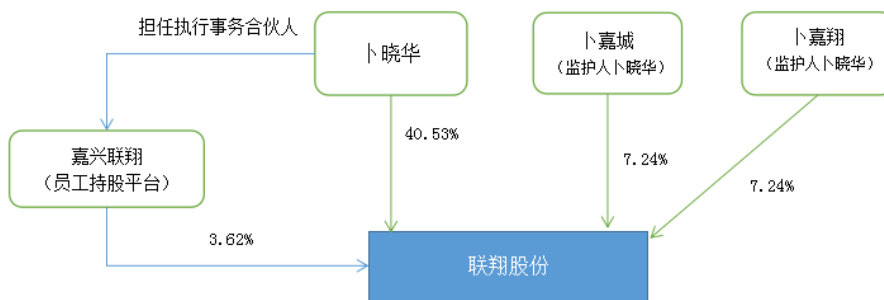 担任执行事务合伙人
卜晓华
卜嘉城
（监护人卜晓华）
卜嘉翔
（监护人卜晓华）
40.53%
嘉兴联翔
（员工持股平台）
7.24%
7.24%
3.62%
联翔股份